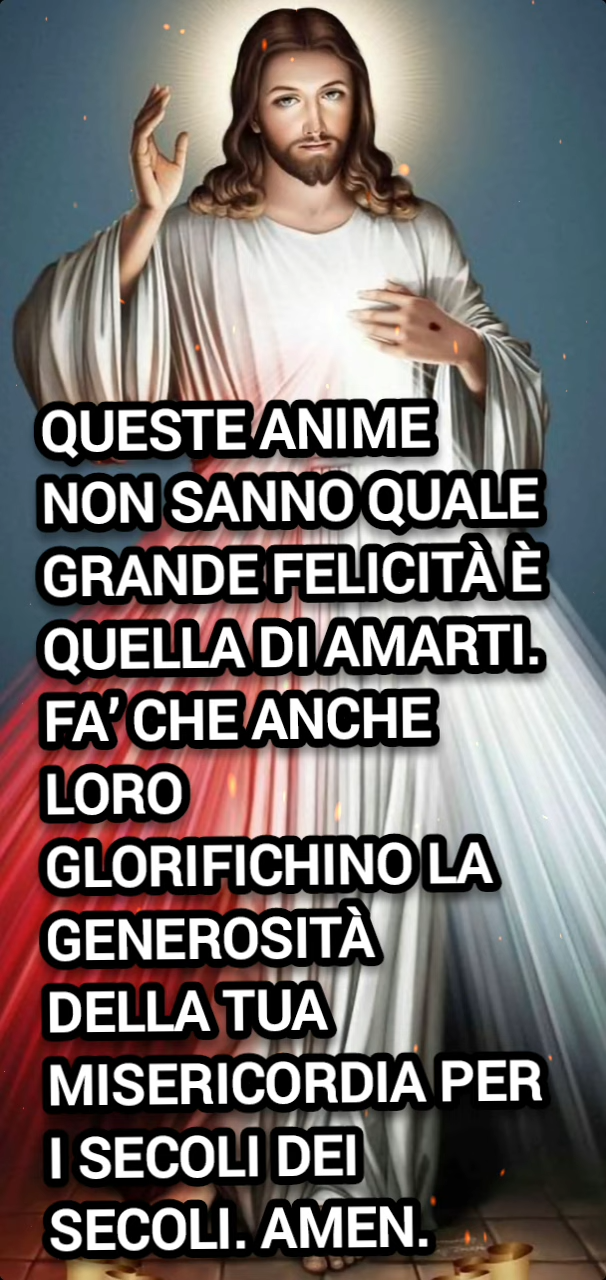 QUESTE ANIME
NON SANNO QUALE
GRANDE FELICITÀ È
QUELLA DI AMARTI.
FA’ CHE ANCHE
LORO
GLORIFICHINO LA
GENEROSITÀ
DELLA TUA
MISERICORDIA PER
I SECOLI DEI
SECOLI. AMEN.